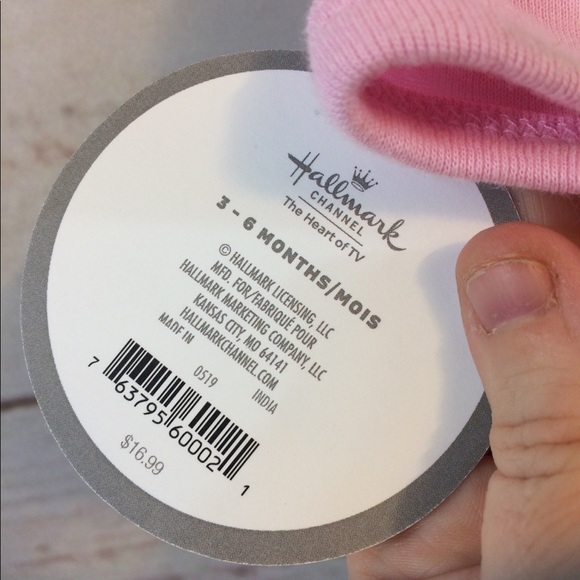 Hallmark
CHANNEL
The Heart of TV
3 - 6 MONTHS/MOIS
© HALLMARK LICENSING, LLC
MFD. FOR/FABRIQUÉ POUR
HALLMARK MARKETING COMPANY, LLC
KANSAS CITY, MO 64141
HALLMARKCHANNEL.COM
MADE IN 0519 INDIA
7 63795 60002 1
$16.99